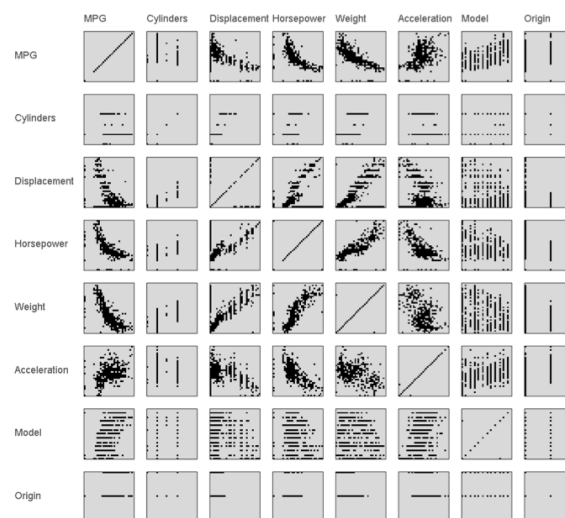 MPG Cylinders Displacement Horsepower Weight Acceleration Model Origin
MPG
Cylinders
Displacement
Horsepower
Weight
Acceleration
Model
Origin